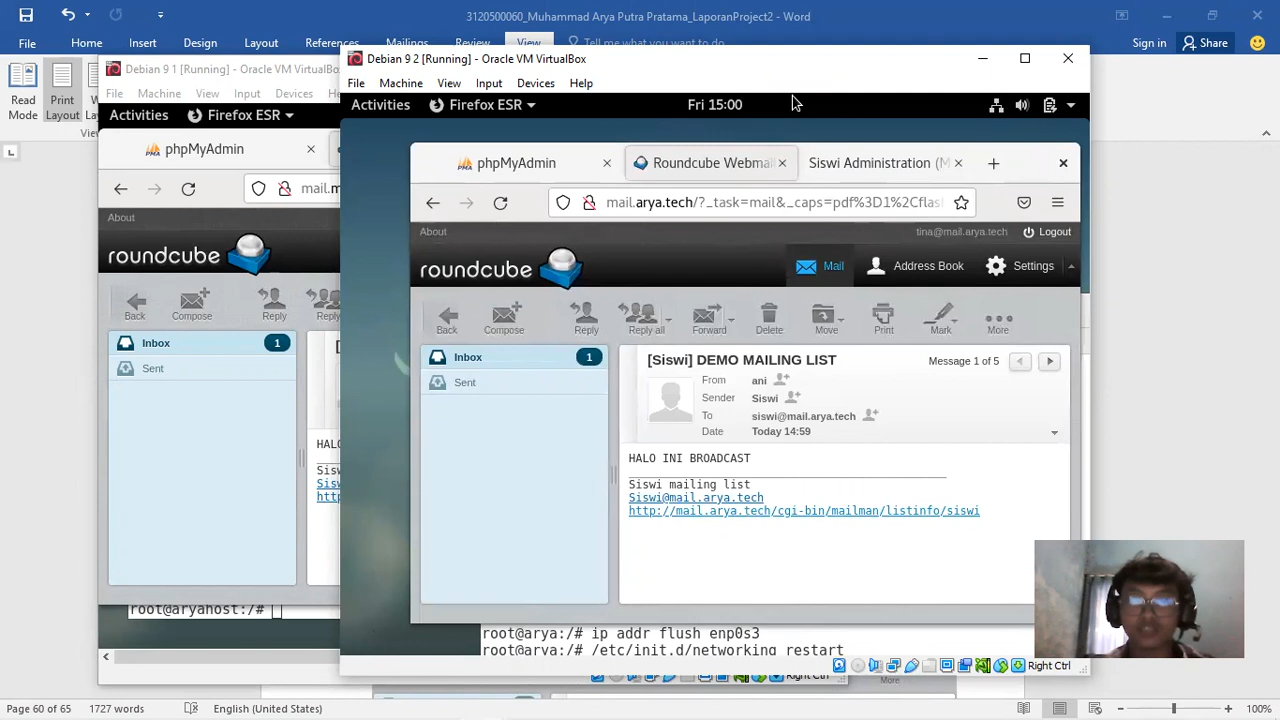 3120500060_Muhammad Arya Putra Pratama_LaporanProject2 - Word
File Home Insert Design Layout References Mailings Review View Tell me what you want to do Sign in Share
Read Print
Mode Layout
Debian 9 1 [Running] - Oracle VM VirtualBox
File Machine View Input Devices
Activities Firefox ESR
phpMyAdmin
mail.m
About
roundcube
Back Compose Reply Reply
Inbox 1
Sent
HALO
Sisw
http
root@aryahost:/#
Debian 9 2 [Running] - Oracle VM VirtualBox
File Machine View Input Devices Help
Activities Firefox ESR Fri 15:00
phpMyAdmin Roundcube Webmai Siswi Administration (M
mail.arya.tech/?_task=mail&_caps=pdf%3D1%2Cflas
About tina@mail.arya.tech Logout
roundcube Mail Address Book Settings
Back Compose Reply Reply all Forward Delete Move Print Mark More
Inbox 1
Sent
[Siswi] DEMO MAILING LIST Message 1 of 5
From ani
Sender Siswi
To siswi@mail.arya.tech
Date Today 14:59
HALO INI BROADCAST
Siswi mailing list
Siswi@mail.arya.tech
http://mail.arya.tech/cgi-bin/mailman/listinfo/siswi
root@arya:/# ip addr flush enp0s3
root@arya:/# /etc/init.d/networking restart
Right Ctrl
Right Ctrl
More
Page 60 of 65 1727 words English (United States) 100%